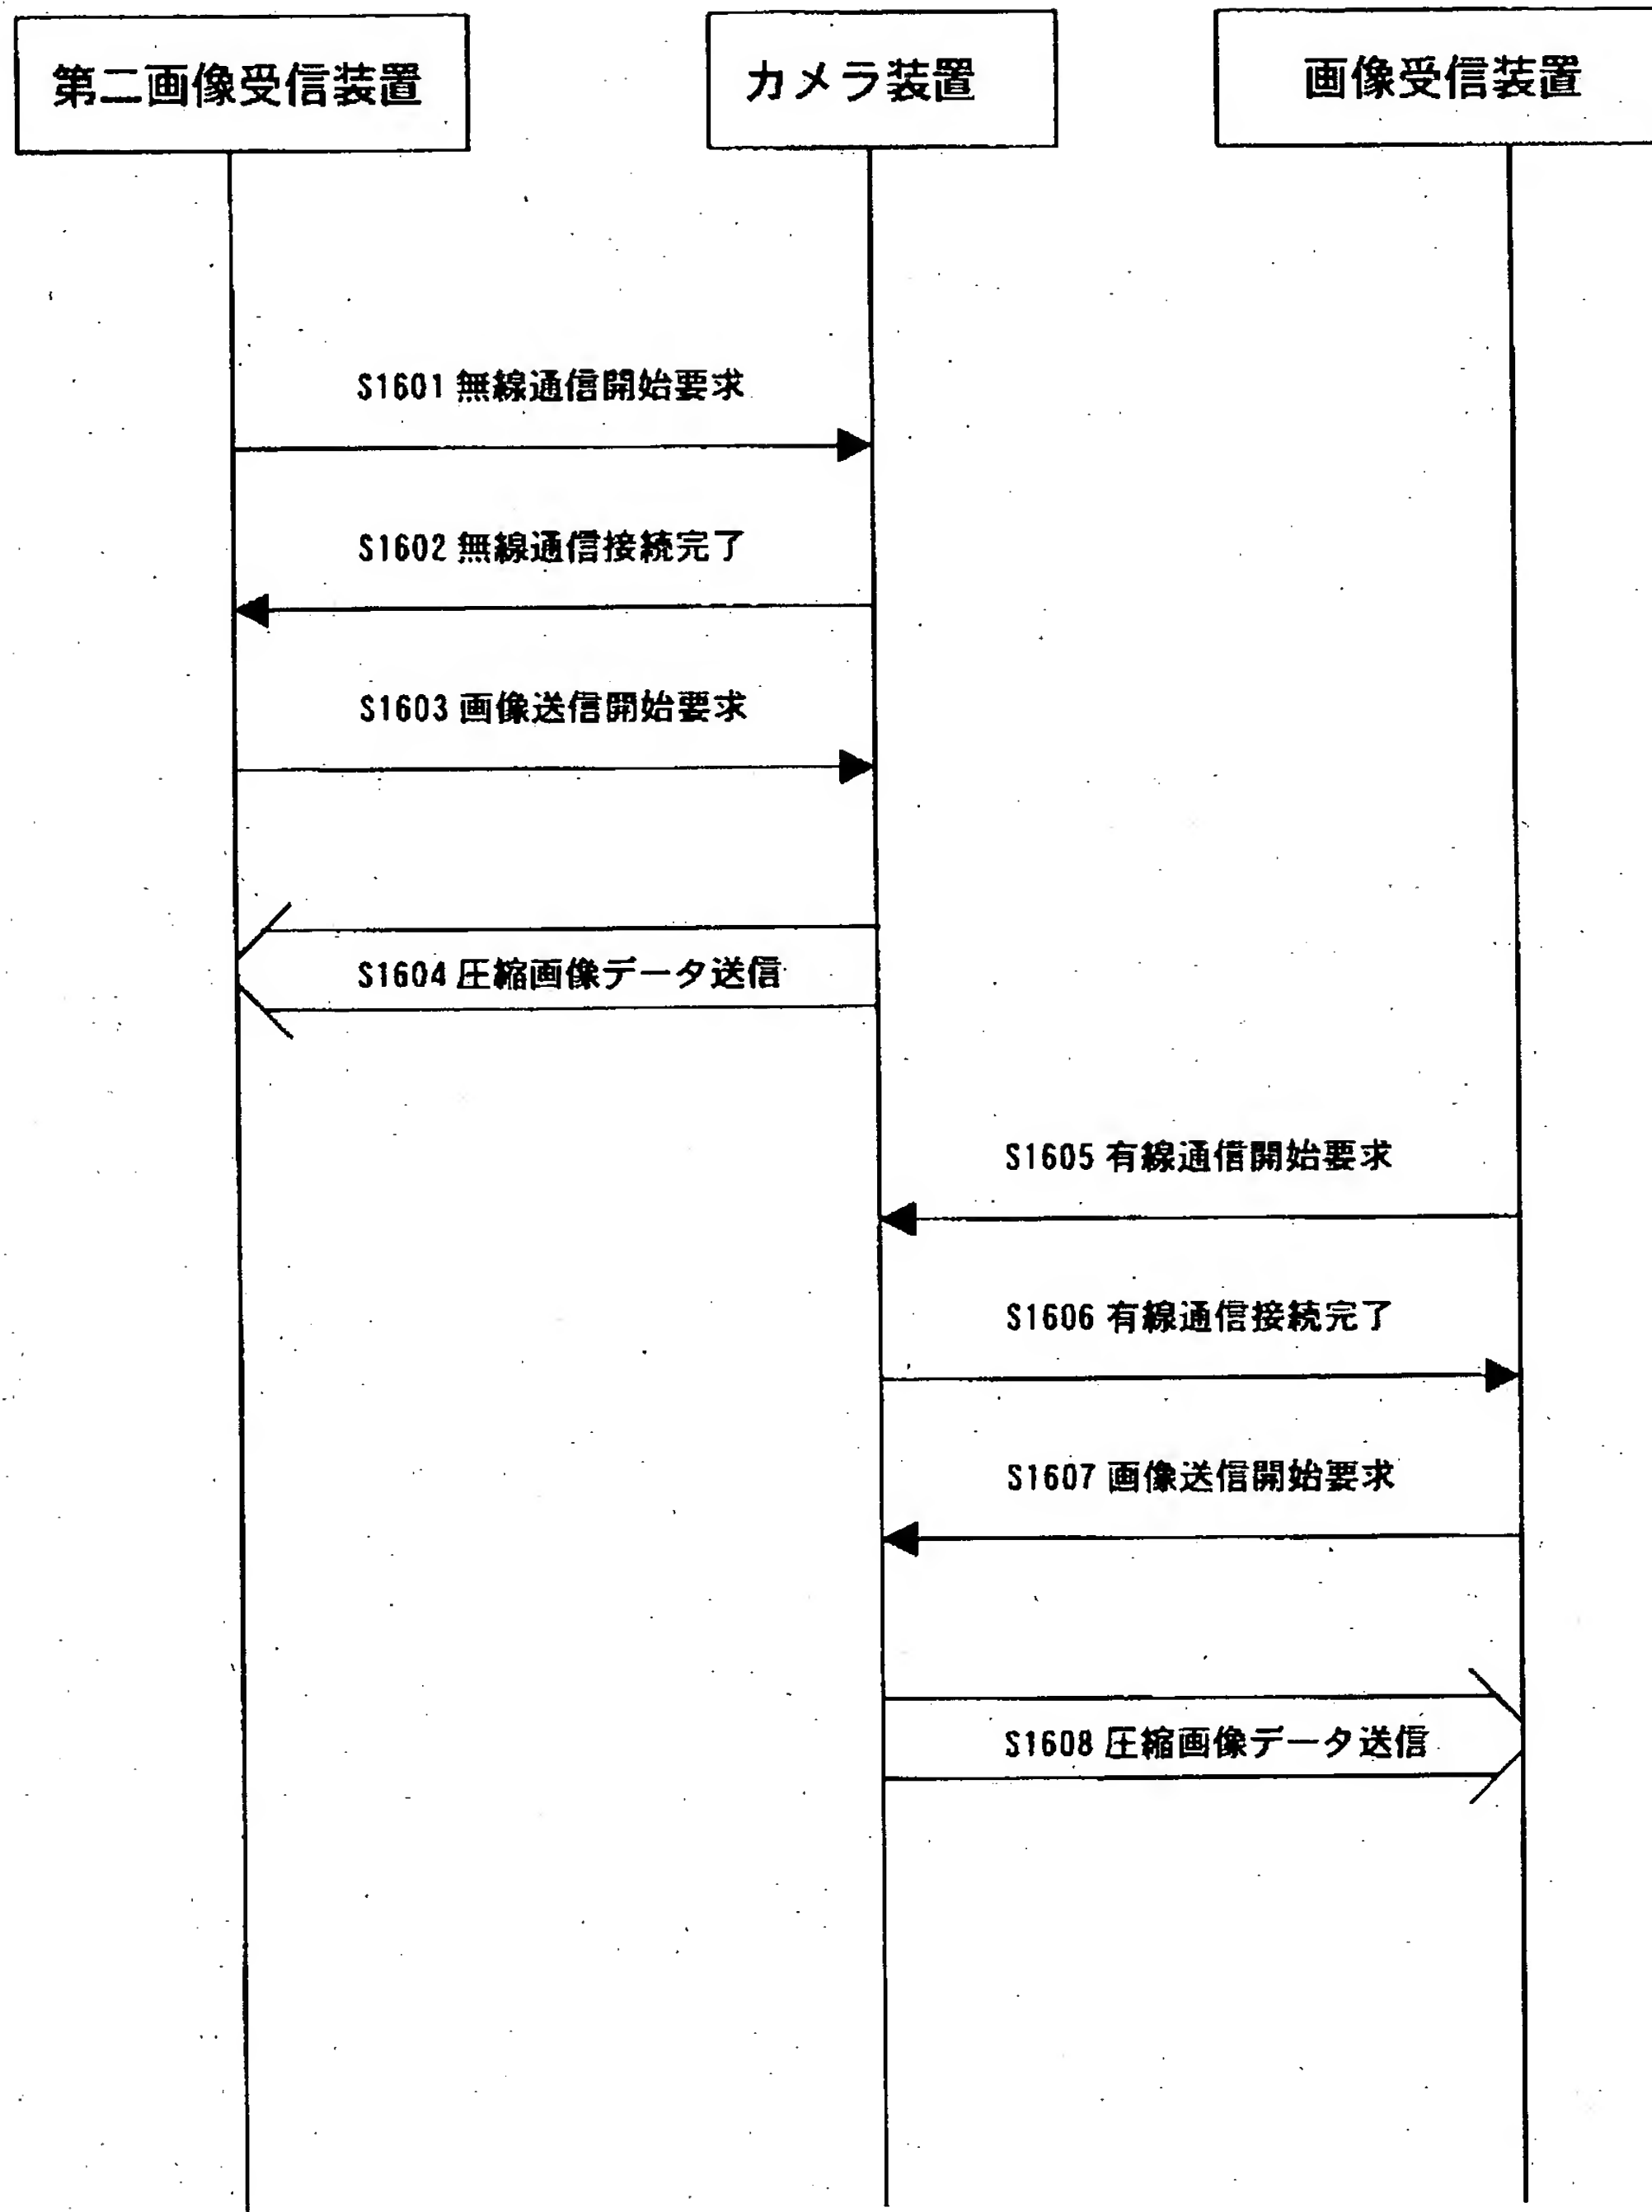 第二画像受信装置
カメラ装置
画像受信装置
S1601 無線通信開始要求
S1602 無線通信接続完了
S1603 画像送信開始要求
S1604 圧縮画像データ送信
S1605 有線通信開始要求
S1606 有線通信接続完了
S1607 画像送信開始要求
S1608 圧縮画像データ送信